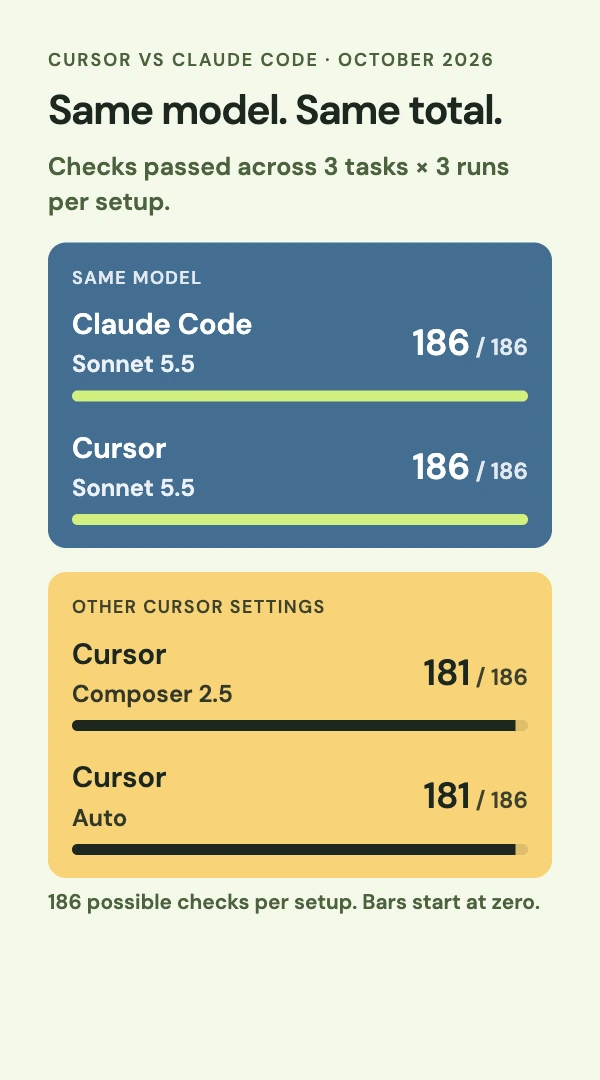 CURSOR VS CLAUDE CODE · OCTOBER 2026
Same model. Same total.
Checks passed across 3 tasks × 3 runs
per setup.
SAME MODEL
Claude Code
Sonnet 5.5
186 / 186
Cursor
Sonnet 5.5
186 / 186
OTHER CURSOR SETTINGS
Cursor
Composer 2.5
181 / 186
Cursor
Auto
181 / 186
186 possible checks per setup. Bars start at zero.